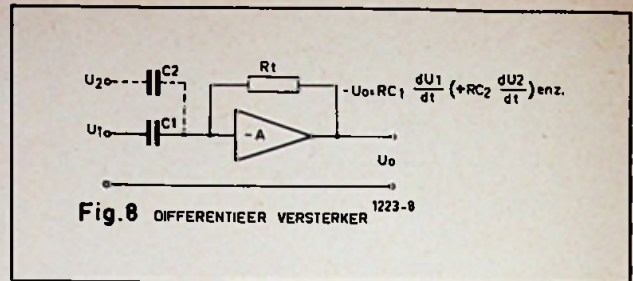 U2
C2
Rt
-Uo=RC1 dU1/dt (+RC2 dU2/dt) enz.
U1
C1
-A
Uo
Fig.8 DIFFERENTIEER VERSTERKER 1223-8